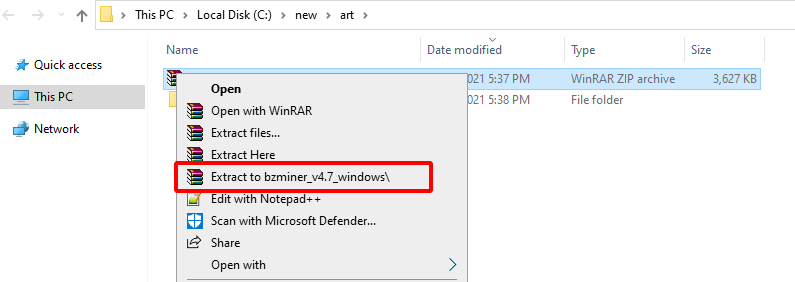 This PC > Local Disk (C:) > new > art >
Name Date modified Type Size
Quick access
This PC
Network
021 5:37 PM WinRAR ZIP archive 3,627 KB
021 5:38 PM File folder
Open
Open with WinRAR
Extract files...
Extract Here
Extract to bzminer_v4.7_windows\
Edit with Notepad++
Scan with Microsoft Defender...
Share
Open with